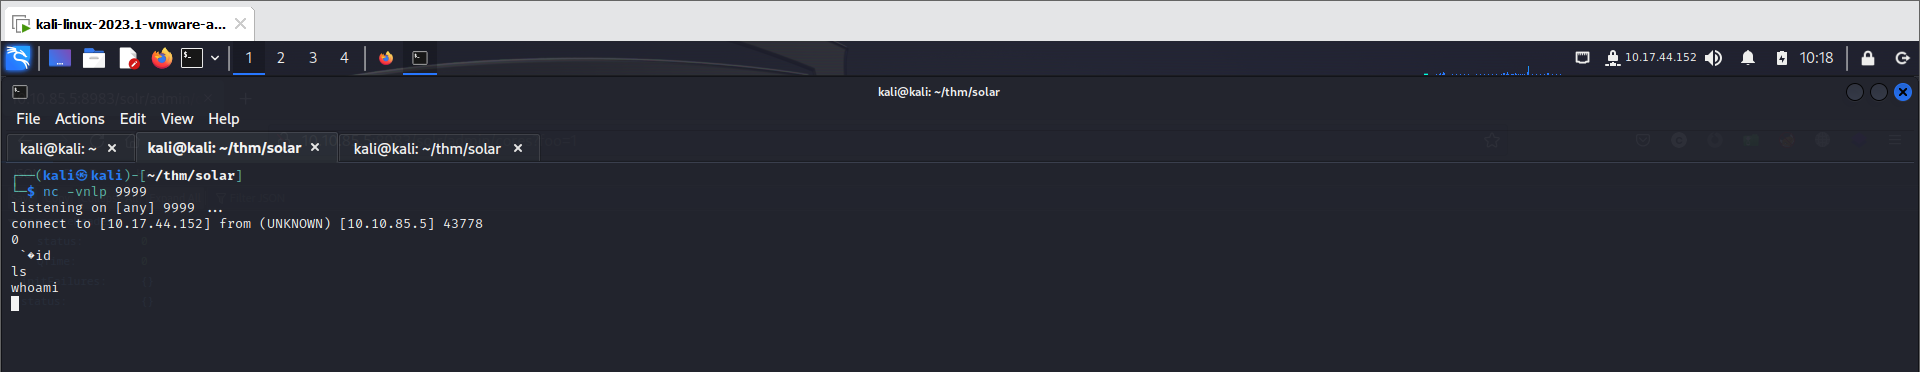 kali-linux-2023.1-vmware-a...
1 2 3 4
10.17.44.152 10:18
kali@kali: ~/thm/solar
File Actions Edit View Help
kali@kali: ~ × kali@kali: ~/thm/solar × kali@kali: ~/thm/solar ×
┌──(kali㉿kali)-[~/thm/solar]
└─$ nc -vnlp 9999
listening on [any] 9999 ...
connect to [10.17.44.152] from (UNKNOWN) [10.10.85.5] 43778
0
`�id
ls
whoami